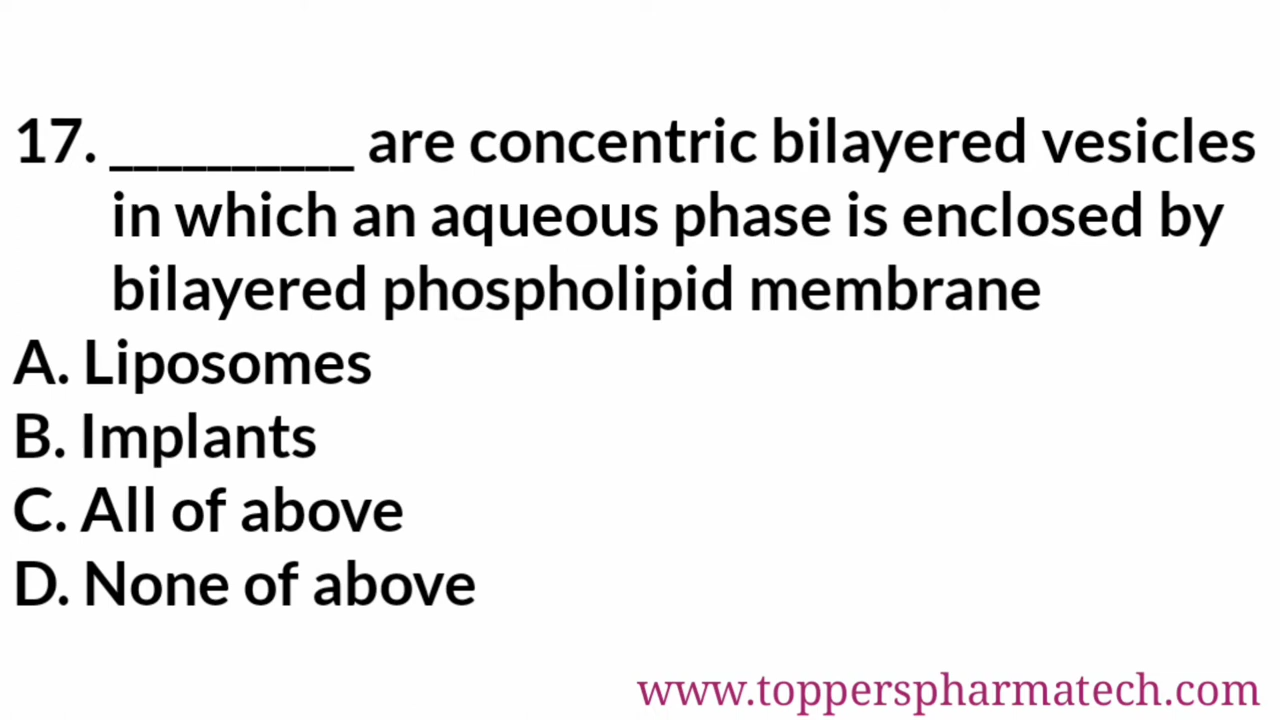 17. __________ are concentric bilayered vesicles
in which an aqueous phase is enclosed by
bilayered phospholipid membrane
A. Liposomes
B. Implants
C. All of above
D. None of above
www.topperspharmatech.com